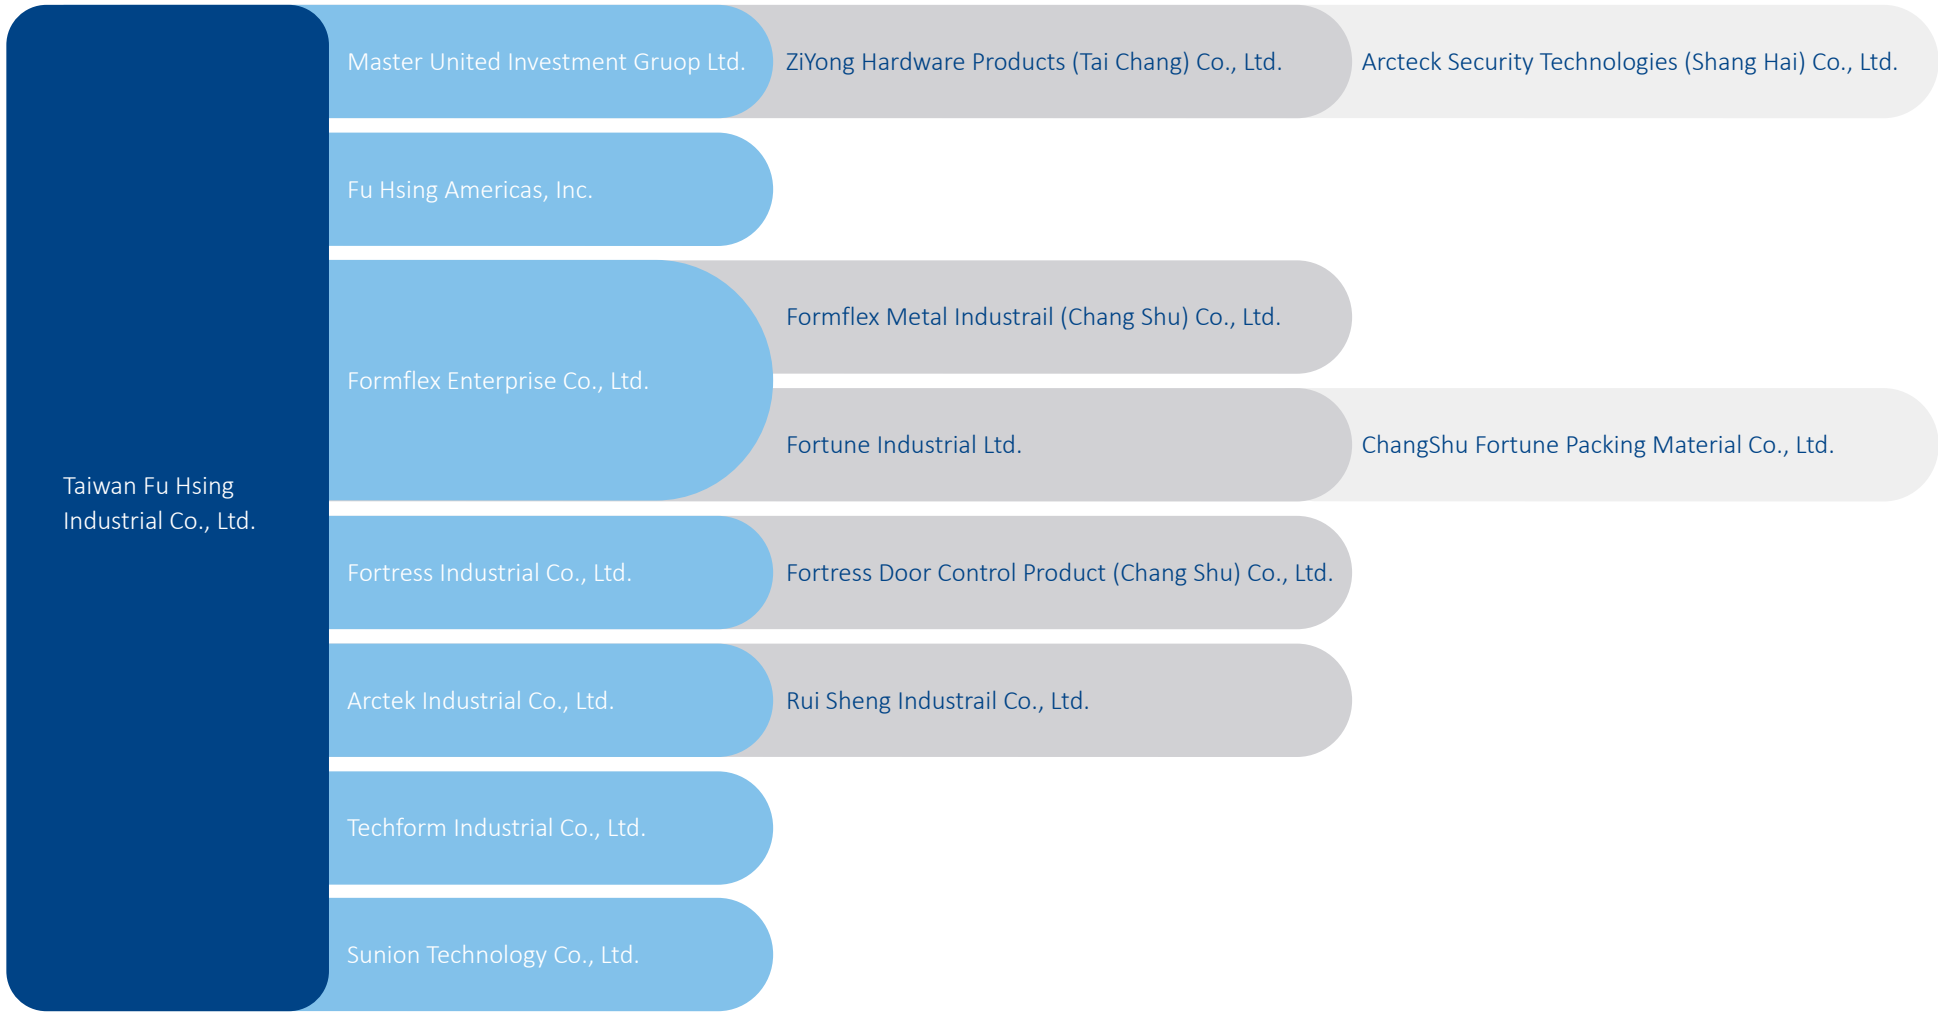 Master United Investment Gruop Ltd.
ZiYong Hardware Products (Tai Chang) Co., Ltd.
Arcteck Security Technologies (Shang Hai) Co., Ltd.
Fu Hsing Americas, Inc.
Formflex Metal Industrail (Chang Shu) Co., Ltd.
Formflex Enterprise Co., Ltd.
Fortune Industrial Ltd.
ChangShu Fortune Packing Material Co., Ltd.
Taiwan Fu Hsing
Industrial Co., Ltd.
Fortress Industrial Co., Ltd.
Fortress Door Control Product (Chang Shu) Co., Ltd.
Arctek Industrial Co., Ltd.
Rui Sheng Industrail Co., Ltd.
Techform Industrial Co., Ltd.
Sunion Technology Co., Ltd.